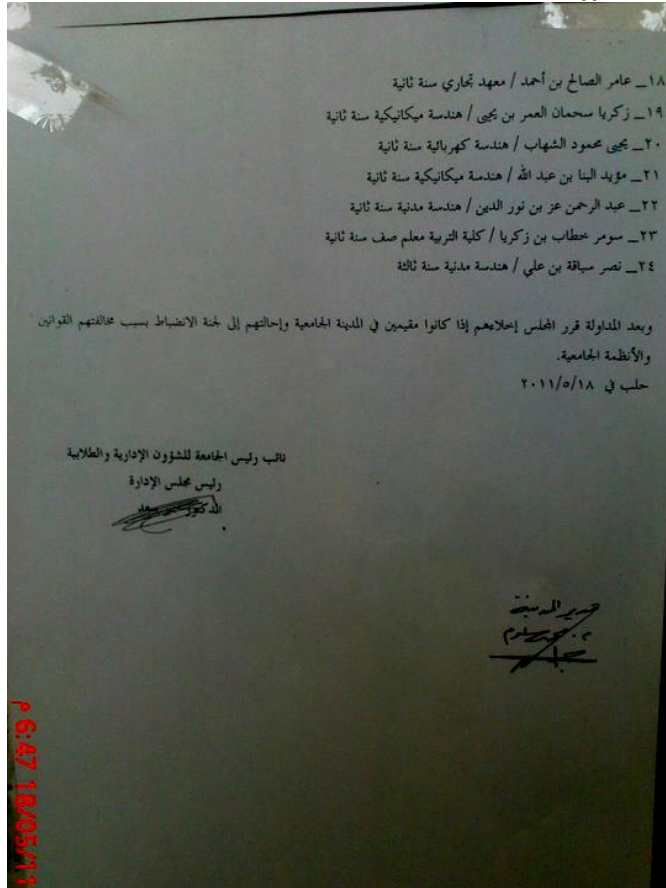 ١٨_ عامر الصالح بن أحمد / معهد تجاري سنة ثانية
١٩_ زكريا سحمان العمر بن يحيى / هندسة ميكانيكية سنة ثانية
٢٠_ يحيى محمود الشهاب / هندسة كهربائية سنة ثانية
٢١_ مؤيد البنا بن عبد الله / هندسة ميكانيكية سنة ثانية
٢٢_ عبد الرحمن عز بن نور الدين / هندسة مدنية سنة ثانية
٢٣_ سومر خطاب بن زكريا / كلية التربية معلم صف سنة ثانية
٢٤_ نصر سباقة بن علي / هندسة مدنية سنة ثالثة
وبعد المداولة قرر المجلس إخلاءهم إذا كانوا مقيمين في المدينة الجامعية وإحالتهم إلى لجنة الانضباط بسبب مخالفتهم القوانين
والأنظمة الجامعية.
حلب في ٢٠١١/٥/١٨
نائب رئيس الجامعة للشؤون الإدارية والطلابية
رئيس مجلس الإدارة
الدكتور
مدير المدينة
6:47 18/05/11 م